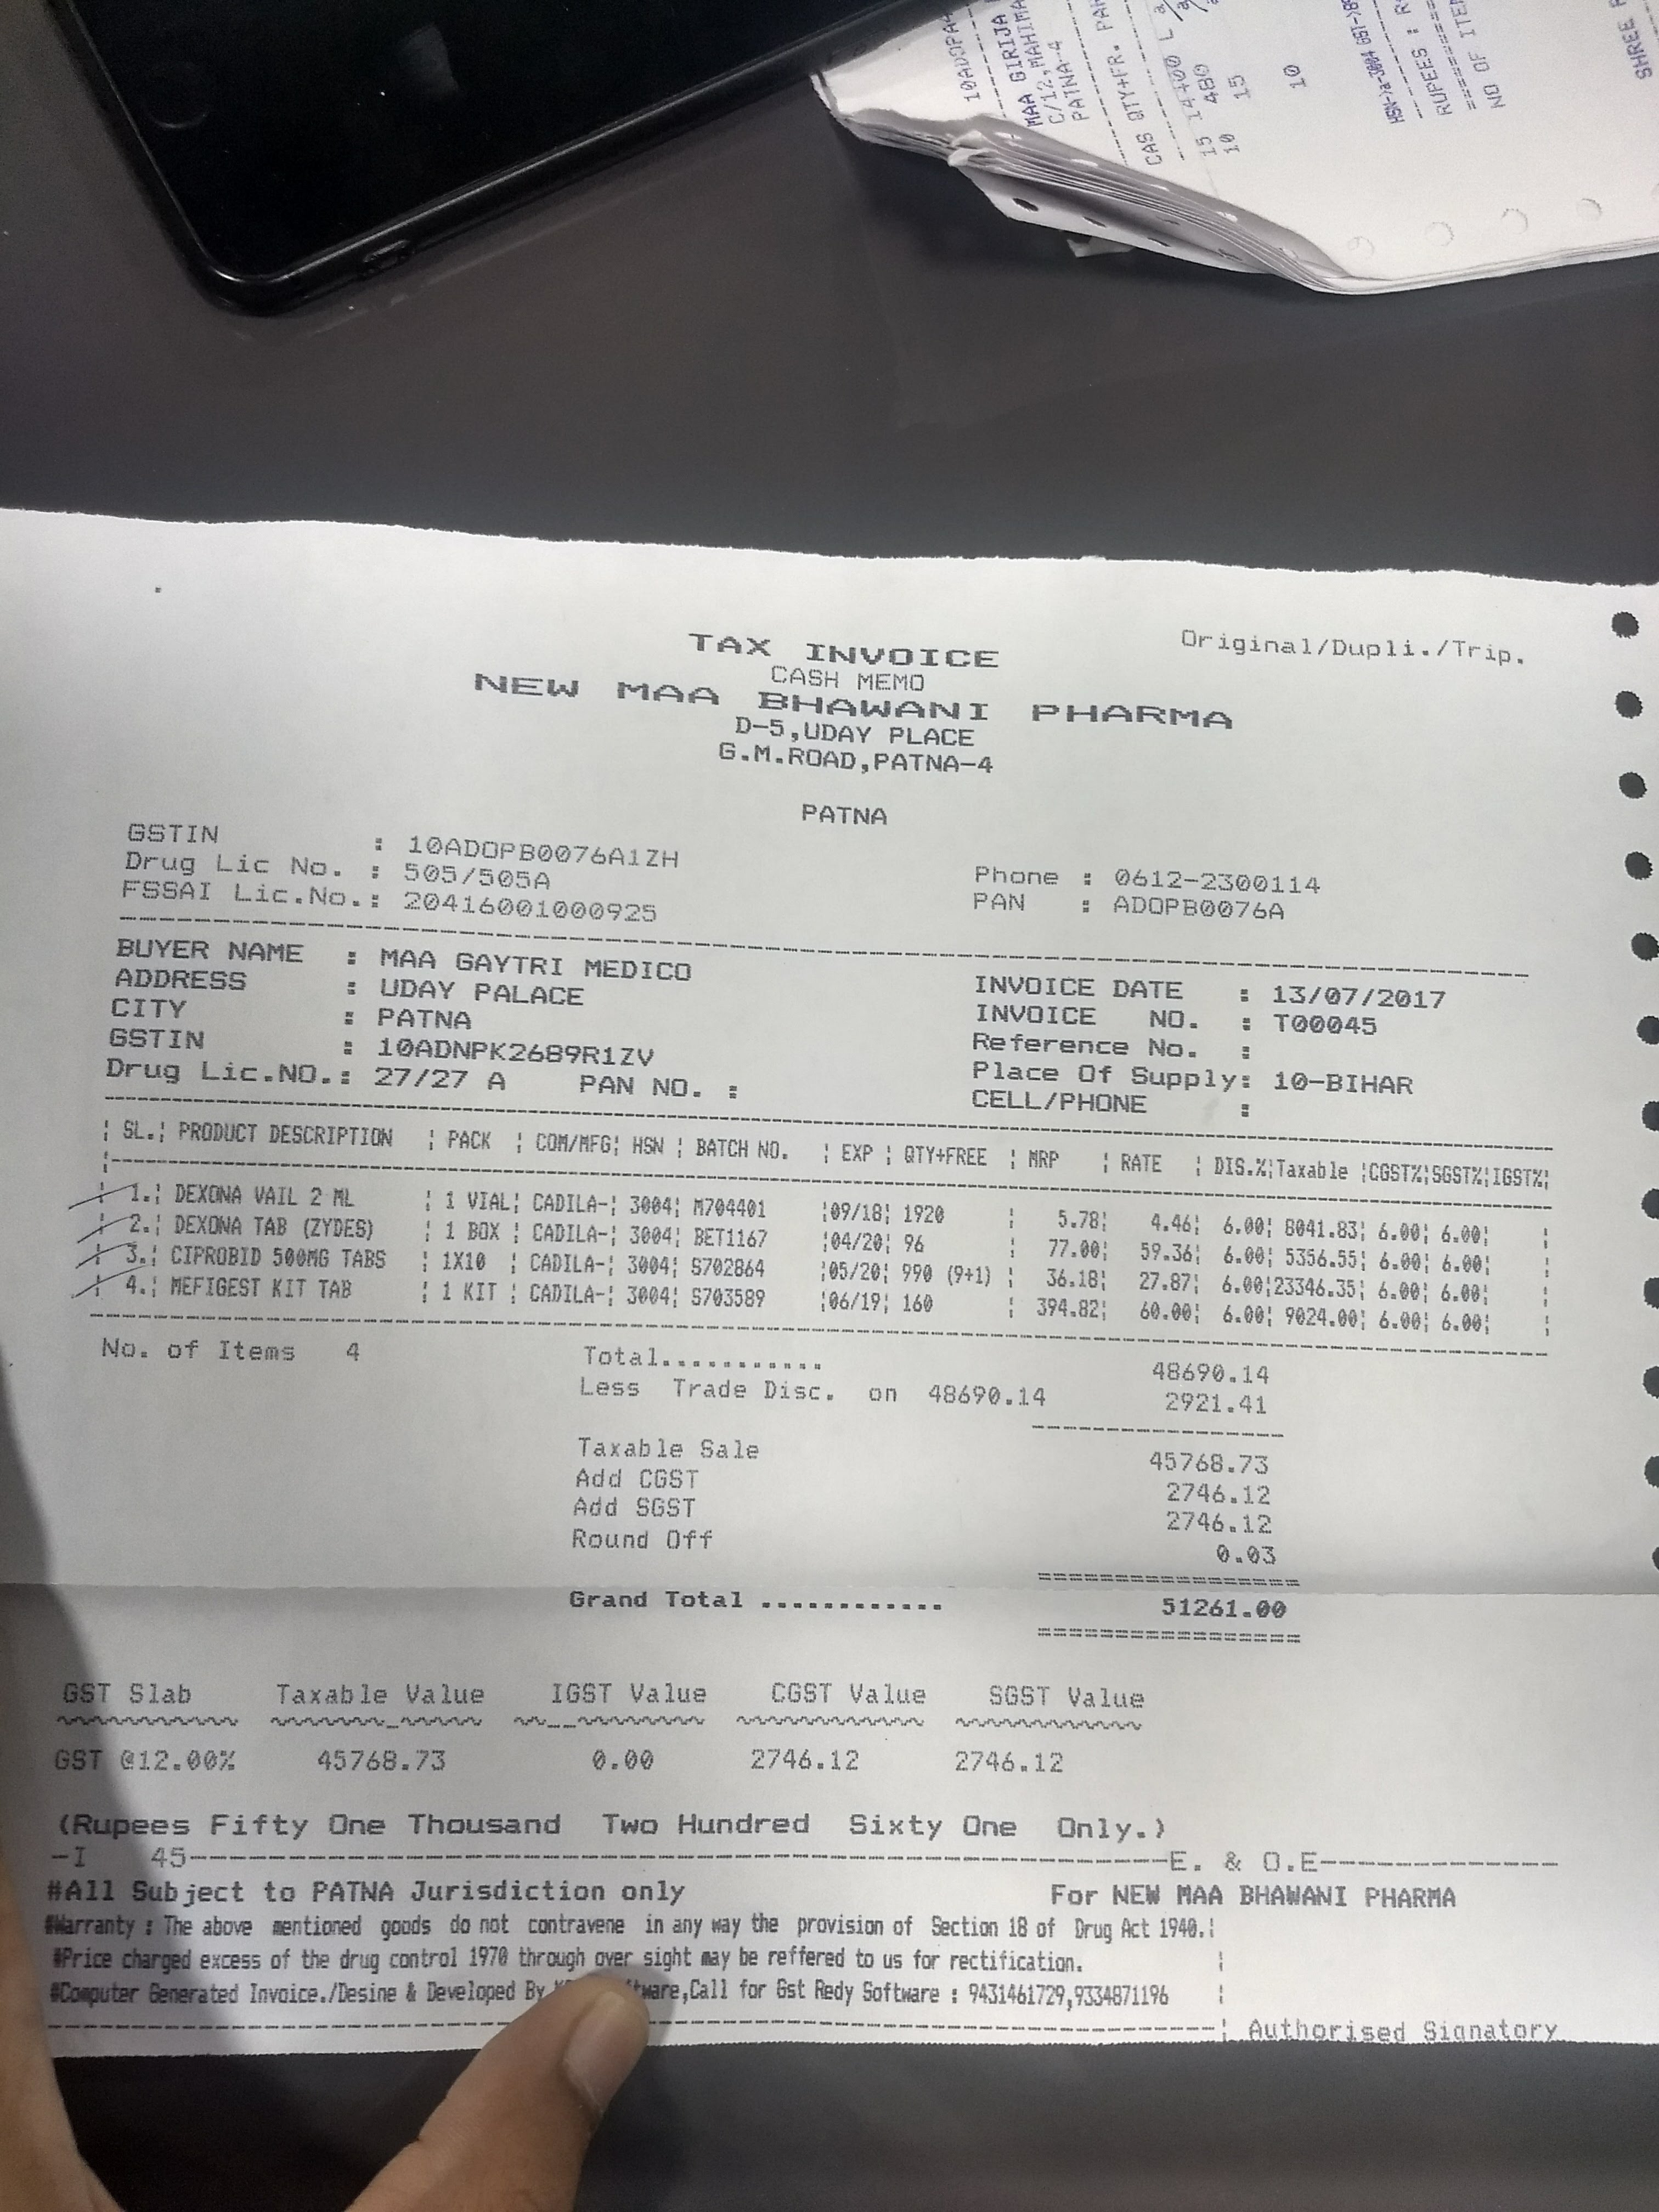 10ADOPA
MAA GIRIJA
C/12,MAHIMA
PATNA-4
CAS QTY+FR. PA
15 14+00 L
10 480
15
10
HSN->a-3004 GST->
RUPEES : R
NO OF ITE
SHREE
Original/Dupli./Trip.
TAX INVOICE
CASH MEMO
NEW MAA BHAWANI PHARMA
D-5,UDAY PLACE
G.M.ROAD,PATNA-4
PATNA
GSTIN : 10ADOPB0076A1ZH
Drug Lic No. : 505/505A Phone : 0612-2300114
FSSAI Lic.No.: 20416001000925 PAN : ADOPB0076A
BUYER NAME : MAA GAYTRI MEDICO INVOICE DATE : 13/07/2017
ADDRESS : UDAY PALACE INVOICE NO. : T00045
CITY : PATNA Reference No. :
GSTIN : 10ADNPK2689R1ZV Place Of Supply: 10-BIHAR
Drug Lic.NO.: 27/27 A PAN NO. : CELL/PHONE :
¦ SL.¦ PRODUCT DESCRIPTION ¦ PACK ¦ COM/MFG¦ HSN ¦ BATCH NO. ¦ EXP ¦ QTY+FREE ¦ MRP ¦ RATE ¦ DIS.%¦Taxable ¦CGST%¦SGST%¦IGST%¦
¦ 1.¦ DEXONA VAIL 2 ML ¦ 1 VIAL¦ CADILA-¦ 3004¦ M704401 ¦09/18¦ 1920 ¦ 5.78¦ 4.46¦ 6.00¦ 8041.83¦ 6.00¦ 6.00¦ ¦
¦ 2.¦ DEXONA TAB (ZYDES) ¦ 1 BOX ¦ CADILA-¦ 3004¦ BET1167 ¦04/20¦ 96 ¦ 77.00¦ 59.36¦ 6.00¦ 5356.55¦ 6.00¦ 6.00¦ ¦
¦ 3.¦ CIPROBID 500MG TABS ¦ 1X10 ¦ CADILA-¦ 3004¦ S702864 ¦05/20¦ 990 (9+1) ¦ 36.18¦ 27.87¦ 6.00¦23346.35¦ 6.00¦ 6.00¦ ¦
¦ 4.¦ MEFIGEST KIT TAB ¦ 1 KIT ¦ CADILA-¦ 3004¦ S703589 ¦06/19¦ 160 ¦ 394.82¦ 60.00¦ 6.00¦ 9024.00¦ 6.00¦ 6.00¦ ¦
No. of Items 4 Total........... 48690.14
Less Trade Disc. on 48690.14 2921.41
Taxable Sale 45768.73
Add CGST 2746.12
Add SGST 2746.12
Round Off 0.03
Grand Total ............ 51261.00
GST Slab Taxable Value IGST Value CGST Value SGST Value
GST @12.00% 45768.73 0.00 2746.12 2746.12
(Rupees Fifty One Thousand Two Hundred Sixty One Only.)
-I 45 E. & O.E
#All Subject to PATNA Jurisdiction only For NEW MAA BHAWANI PHARMA
#Warranty : The above mentioned goods do not contravene in any way the provision of Section 18 of Drug Act 1940.¦
#Price charged excess of the drug control 1970 through over sight may be reffered to us for rectification. ¦
#Computer Generated Invoice./Desine & Developed By tware,Call for Gst Redy Software : 9431461729,9334871196 ¦
¦ Authorised Signatory